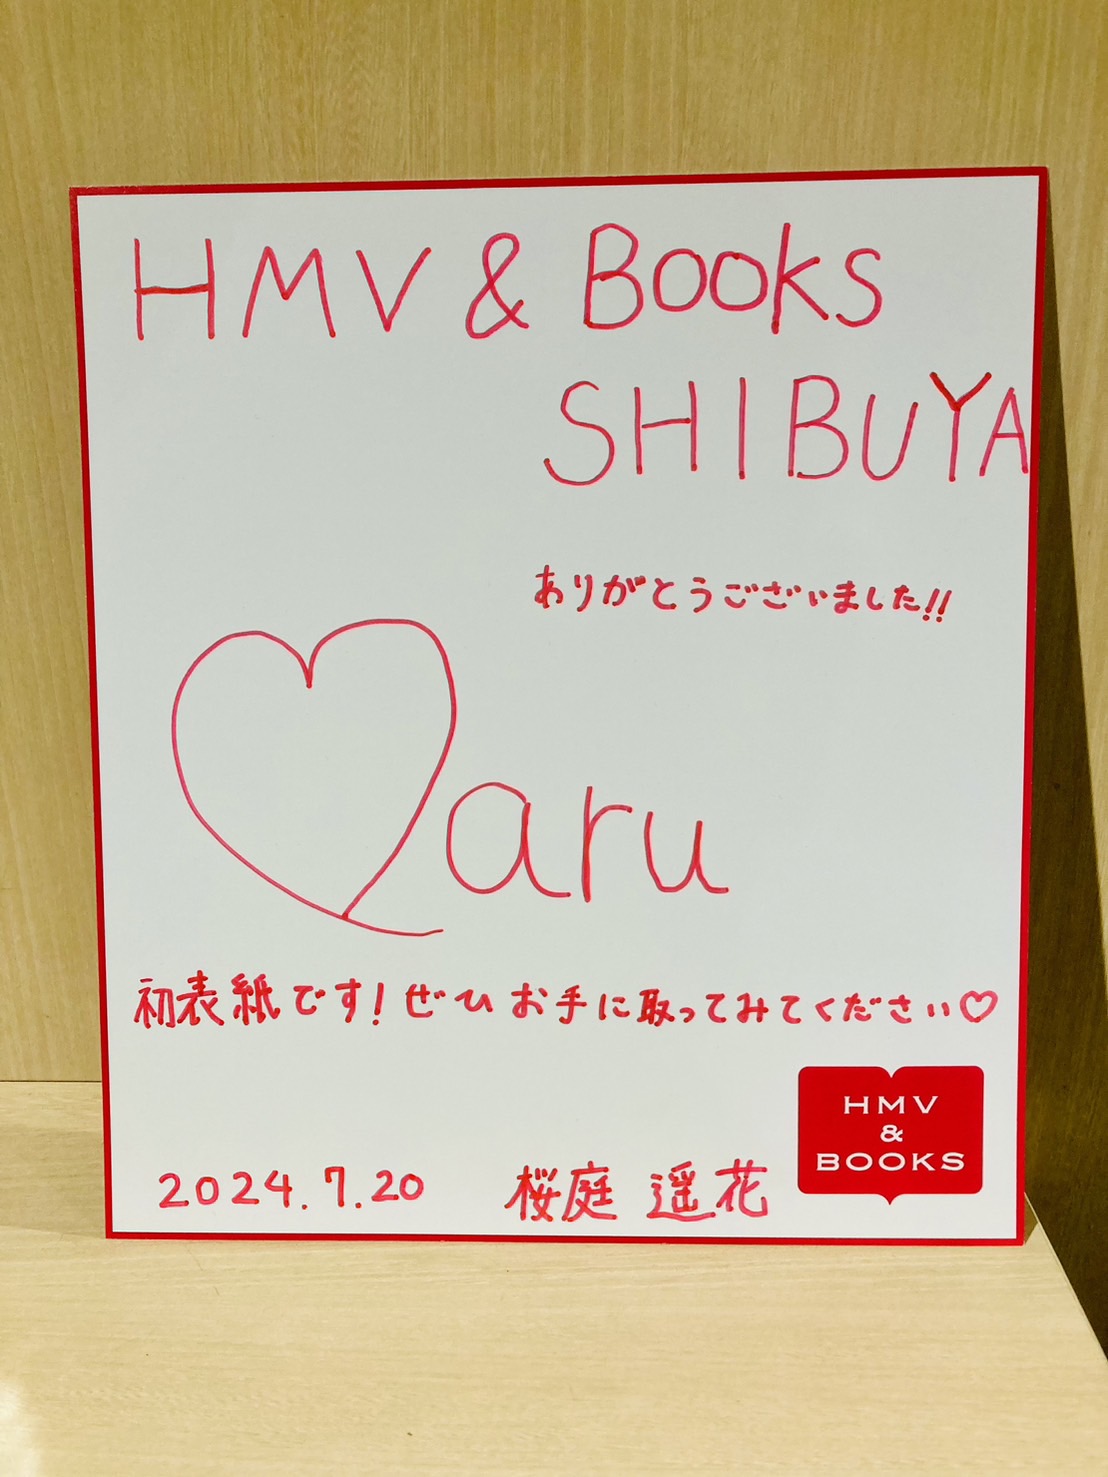 HMV & Books
SHIBUYA
ありがとうございました!!
aru
初表紙です!ぜひお手に取ってみてください♡
HMV
&
BOOKS
2024.7.20 桜庭 遥花